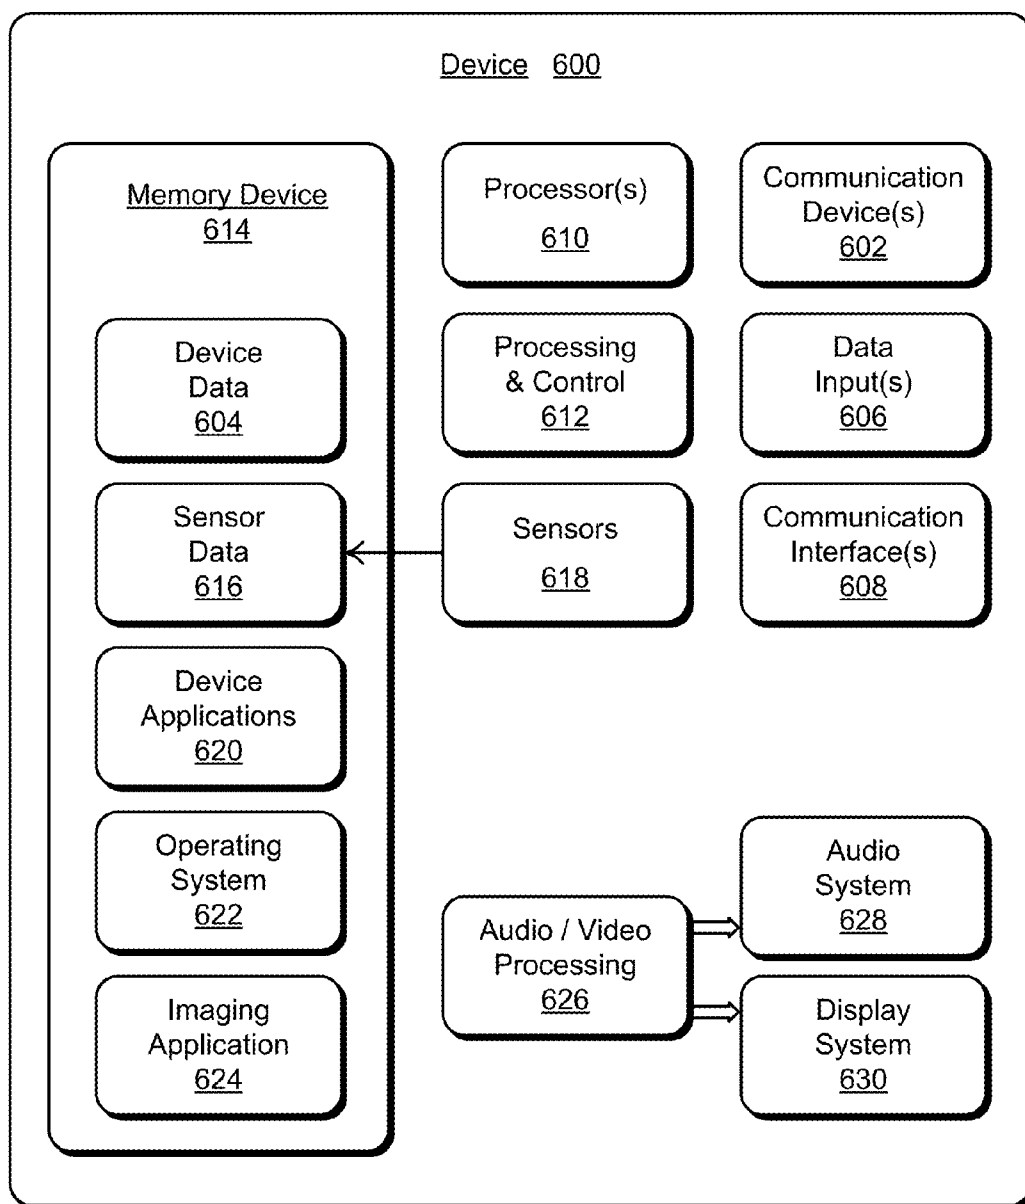 Device 600
Memory Device
614
Device
Data
604
Sensor
Data
616
Device
Applications
620
Operating
System
622
Imaging
Application
624
Processor(s)
610
Processing
& Control
612
Sensors
618
Communication
Device(s)
602
Data
Input(s)
606
Communication
Interface(s)
608
Audio / Video
Processing
626
Audio
System
628
Display
System
630